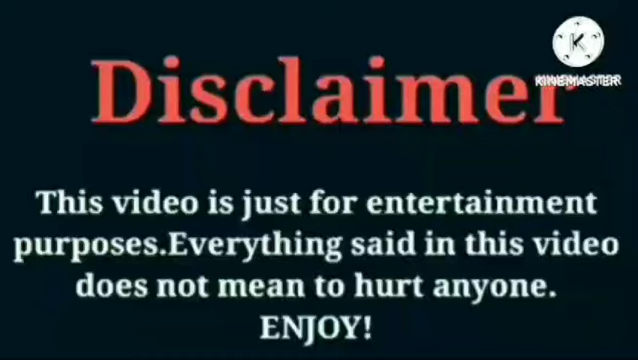 K
KINEMASTER
Disclaimer
This video is just for entertainment
purposes.Everything said in this video
does not mean to hurt anyone.
ENJOY!